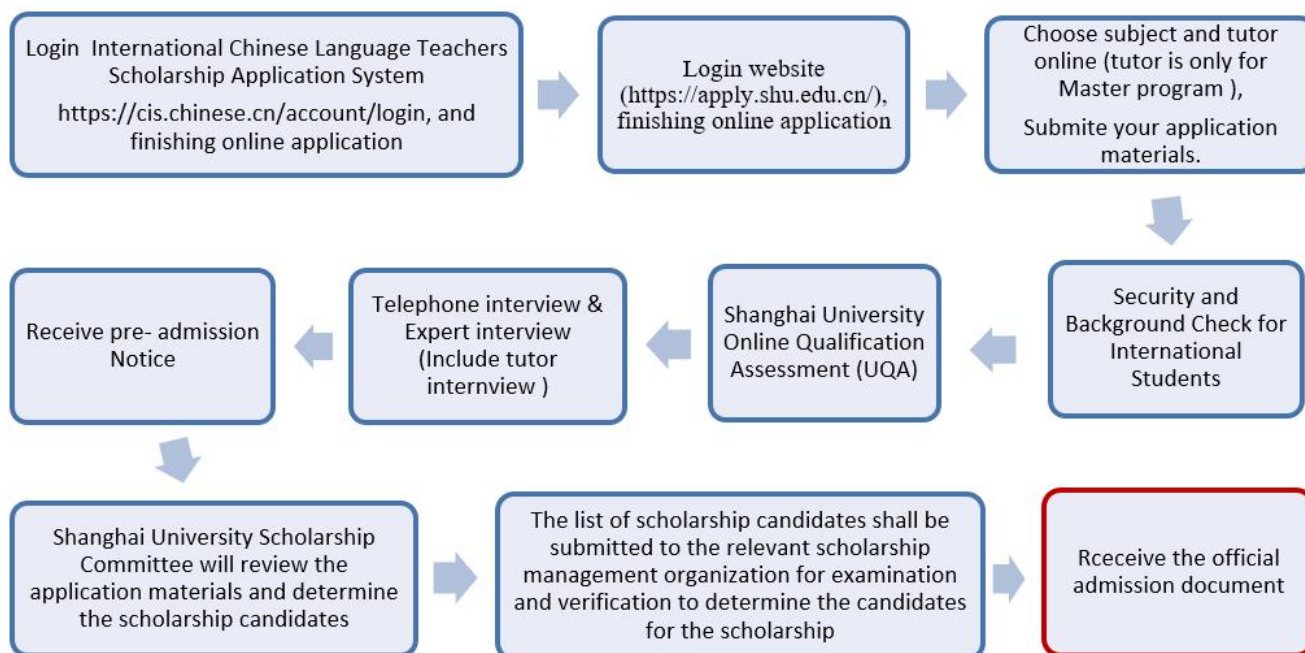 Login International Chinese Language Teachers
Scholarship Application System
https://cis.chinese.cn/account/login, and
finishing online application
Login website
(https://apply.shu.edu.cn/),
finishing online application
Choose subject and tutor
online (tutor is only for
Master program ),
Submite your application
materials.
Security and
Background Check for
International
Students
Shanghai University
Online Qualification
Assessment (UQA)
Telephone interview &
Expert interview
(Include tutor
internview )
Receive pre- admission
Notice
Shanghai University Scholarship
Committee will review the
application materials and determine
the scholarship candidates
The list of scholarship candidates shall be
submitted to the relevant scholarship
management organization for examination
and verification to determine the candidates
for the scholarship
Rceceive the official
admission document